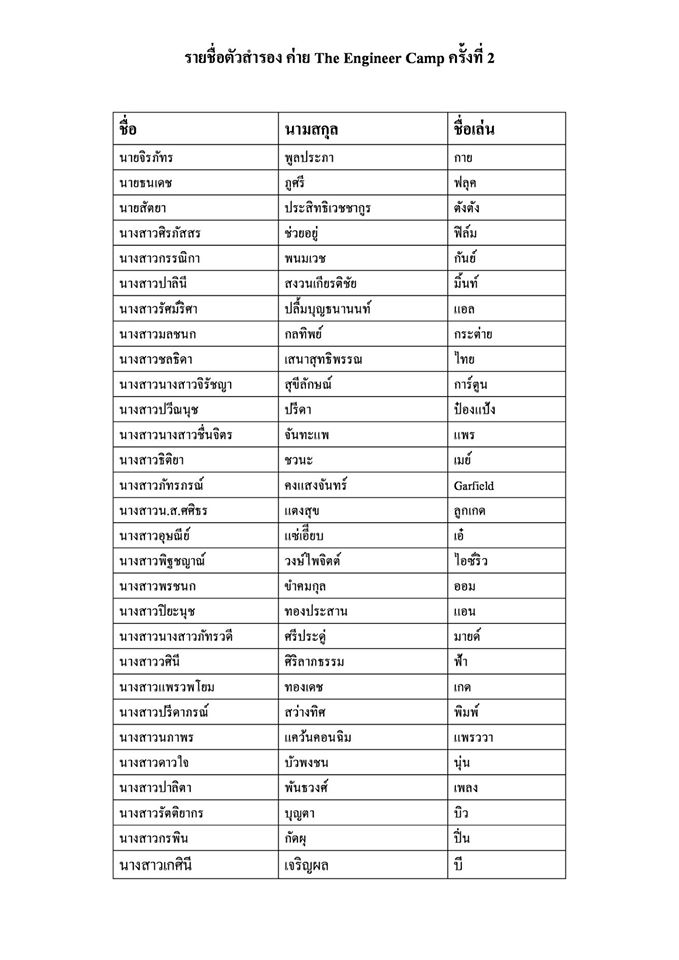 รายชื่อตัวสำรอง ค่าย The Engineer Camp ครั้งที่ 2
ชื่อ นามสกุล ชื่อเล่น
นายจิรภัทร พูลประภา กาย
นายธนเดช ภูศรี ฟลุค
นายสัตยา ประสิทธิเวชชากูร ตังตัง
นางสาวศิรภัสสร ช่วยอยู่ ฟิล์ม
นางสาวกรรณิกา พนมเวช กันย์
นางสาวปาลินี สงวนเกียรติชัย มิ้นท์
นางสาวรัศม์ริศา ปลื้มบุญธนานนท์ แอล
นางสาวมลชนก กลทิพย์ กระต่าย
นางสาวชลธิดา เสนาสุทธิพรรณ ไทย
นางสาวนางสาวจิรัชญา สุขีลักษณ์ การ์ตูน
นางสาวปวีณนุช ปรีดา ป๋องแป้ง
นางสาวนางสาวชื่นจิตร จันทะแพ แพร
นางสาวธิติยา ชวนะ เมย์
นางสาวภัทรภรณ์ คงแสงจันทร์ Garfield
นางสาวน.ส.ศศิธร แตงสุข ลูกเกด
นางสาวอุษณีย์ แซ่เอี๊ยบ เอ๋
นางสาวพิฐชญาณ์ วงษ์ไพจิตต์ ไอซ์ริว
นางสาวพรชนก ขำคมกุล ออม
นางสาวปิยะนุช ทองประสาน แอน
นางสาวนางสาวภัทรวดี ศรีประดู่ มายด์
นางสาววศินี ศิริลาภธรรม ฟ้า
นางสาวแพรวพโยม ทองเดช เกด
นางสาวปรีดาภรณ์ สว่างทิศ พิมพ์
นางสาวนภาพร แคว้นคอนฉิม แพรววา
นางสาวดาวใจ บัวพงชน นุ่น
นางสาวปาลิตา พันธวงศ์ เพลง
นางสาวรัตติยากร บุญตา บิว
นางสาวกรพิน กัดผุ ปิ่น
นางสาวเกศินี เจริญผล บี